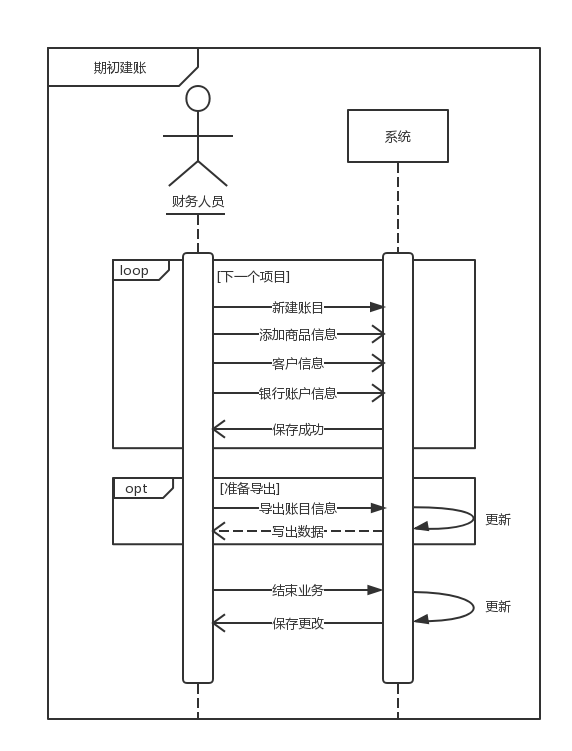 期初建账
系统
财务人员
loop
[下一个项目]
新建账目
添加商品信息
客户信息
银行账户信息
保存成功
opt
[准备导出]
导出账目信息
更新
写出数据
结束业务
更新
保存更改